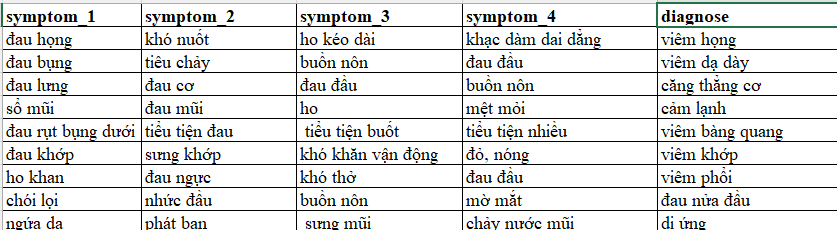 symptom_1 symptom_2 symptom_3 symptom_4 diagnose
đau họng khó nuốt ho kéo dài khạc dàm dai dẳng viêm họng
đau bụng tiêu chảy buồn nôn đau đầu viêm dạ dày
đau lưng đau cơ đau đầu buồn nôn căng thẳng cơ
sổ mũi đau mũi ho mệt mỏi cảm lạnh
đau rụt bụng dưới tiểu tiện đau tiểu tiện buốt tiểu tiện nhiều viêm bàng quang
đau khớp sưng khớp khó khăn vận động đỏ, nóng viêm khớp
ho khan đau ngực khó thở đau đầu viêm phổi
chói lọi nhức đầu buồn nôn mờ mắt đau nửa đầu
ngứa da phát ban sưng mũi chảy nước mũi dị ứng